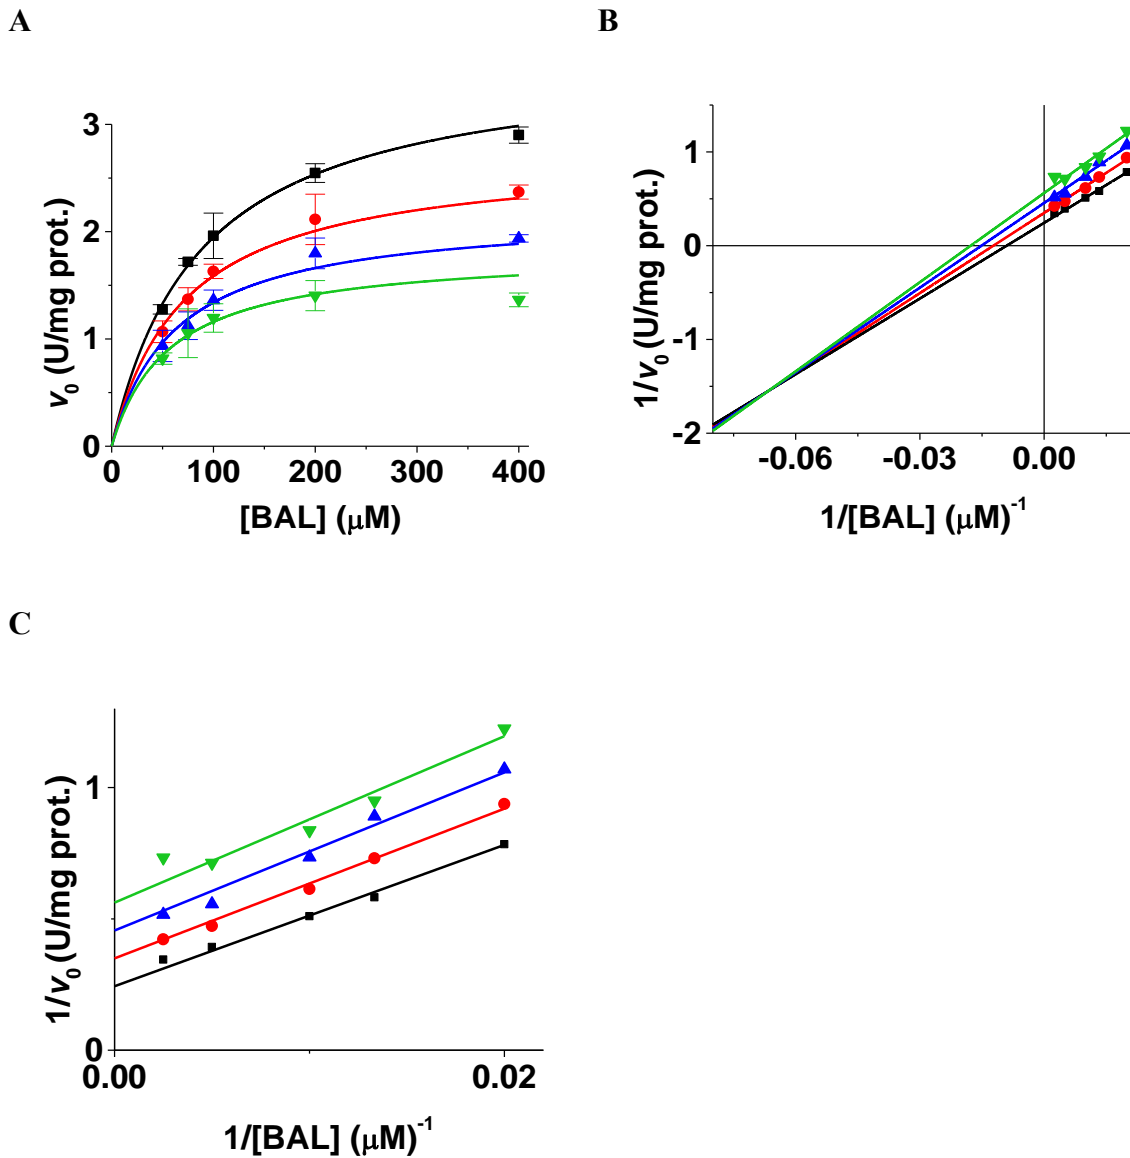 A
B
3
2
1
0
0
100
200
300
400
v₀ (U/mg prot.)
[BAL] (μM)
1
0
-1
-2
-0.06
-0.03
0.00
1/v₀ (U/mg prot.)
1/[BAL] (μM)⁻¹
C
1
0
0.00
0.02
1/v₀ (U/mg prot.)
1/[BAL] (μM)⁻¹